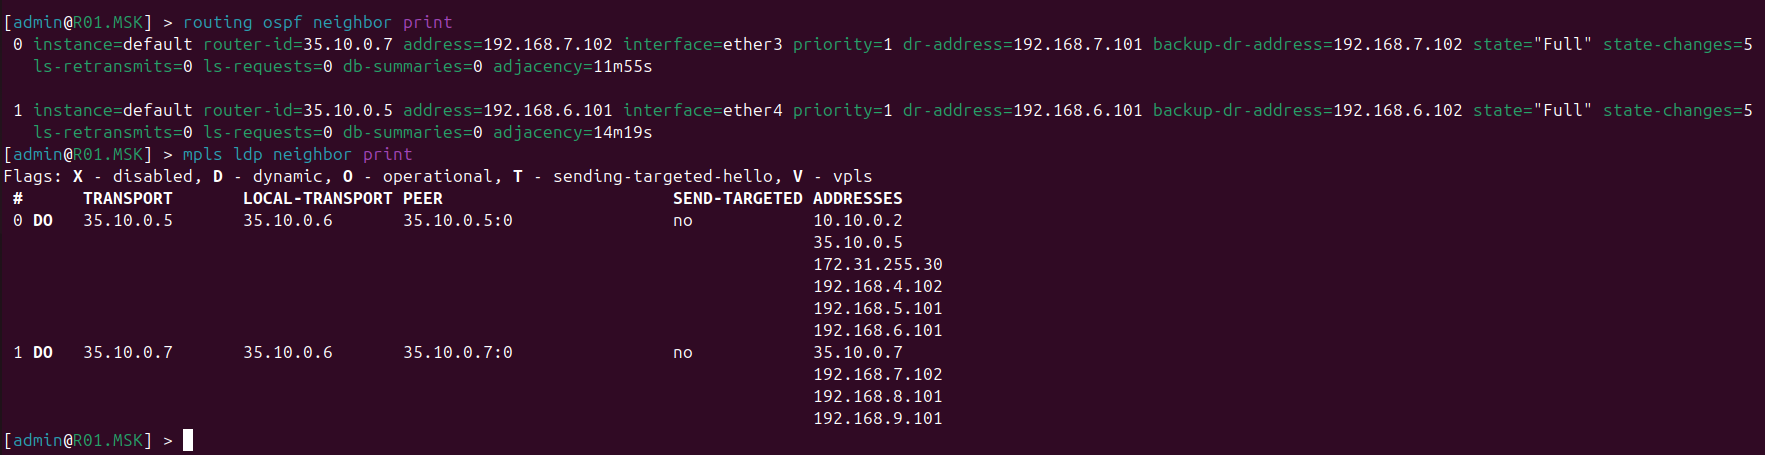 [admin@R01.MSK] > routing ospf neighbor print
0 instance=default router-id=35.10.0.7 address=192.168.7.102 interface=ether3 priority=1 dr-address=192.168.7.101 backup-dr-address=192.168.7.102 state="Full" state-changes=5
ls-retransmits=0 ls-requests=0 db-summaries=0 adjacency=11m55s
1 instance=default router-id=35.10.0.5 address=192.168.6.101 interface=ether4 priority=1 dr-address=192.168.6.101 backup-dr-address=192.168.6.102 state="Full" state-changes=5
ls-retransmits=0 ls-requests=0 db-summaries=0 adjacency=14m19s
[admin@R01.MSK] > mpls ldp neighbor print
Flags: X - disabled, D - dynamic, O - operational, T - sending-targeted-hello, V - vpls
# TRANSPORT LOCAL-TRANSPORT PEER SEND-TARGETED ADDRESSES
0 DO 35.10.0.5 35.10.0.6 35.10.0.5:0 no 10.10.0.2
35.10.0.5
172.31.255.30
192.168.4.102
192.168.5.101
192.168.6.101
1 DO 35.10.0.7 35.10.0.6 35.10.0.7:0 no 35.10.0.7
192.168.7.102
192.168.8.101
192.168.9.101
[admin@R01.MSK] >